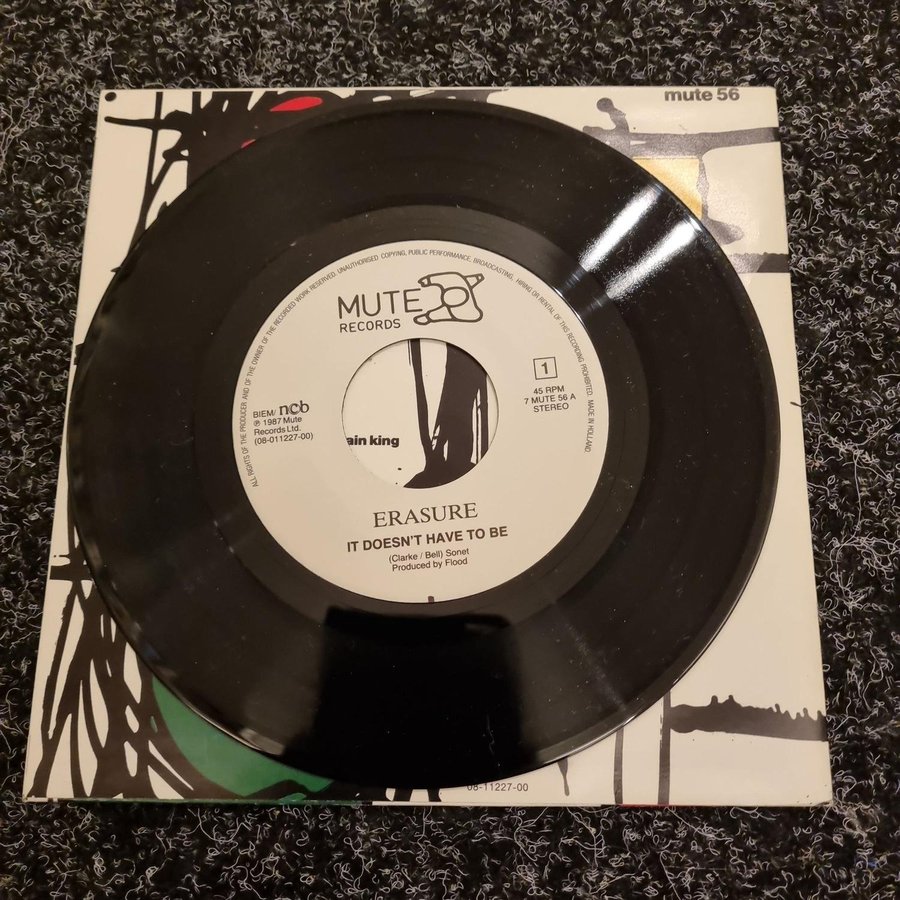 mute 56
ALL RIGHTS OF THE PRODUCER AND OF THE OWNER OF THE RECORDED WORK RESERVED. UNAUTHORISED COPYING, PUBLIC PERFORMANCE, BROADCASTING, HIRING OR RENTAL OF THIS RECORDING PROHIBITED. MADE IN HOLLAND
MUTE
RECORDS
BIEM/ ncb
℗ 1987 Mute
Records Ltd.
(08-011227-00)
1
45 RPM
7 MUTE 56 A
STEREO
ain king
ERASURE
IT DOESN'T HAVE TO BE
(Clarke / Bell) Sonet
Produced by Flood
08-11227-00